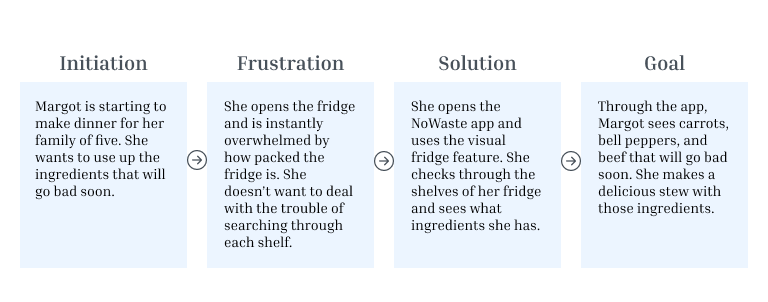 Initiation
Margot is starting to
make dinner for her
family of five. She
wants to use up the
ingredients that will
go bad soon.
Frustration
She opens the fridge
and is instantly
overwhelmed by
how packed the
fridge is. She
doesn't want to deal
with the trouble of
searching through
each shelf.
Solution
She opens the
NoWaste app and
uses the visual
fridge feature. She
checks through the
shelves of her fridge
and sees what
ingredients she has.
Goal
Through the app,
Margot sees carrots,
bell peppers, and
beef that will go bad
soon. She makes a
delicious stew with
those ingredients.